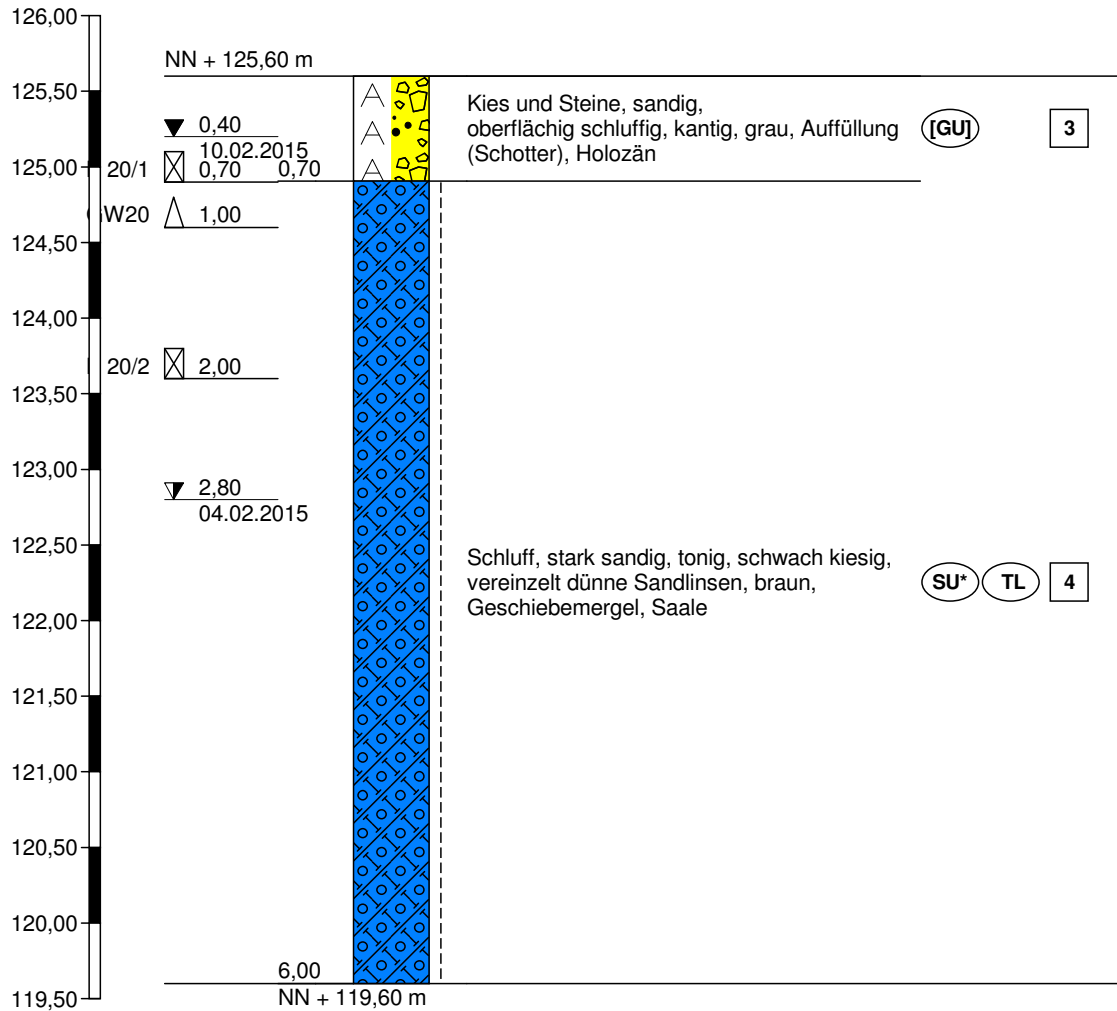 126,00
NN + 125,60 m
125,50
Kies und Steine, sandig,
oberflächig schluffig, kantig, grau, Auffüllung
(Schotter), Holozän
[GU]
3
0,40
10.02.2015
125,00
20/1
0,70
0,70
W20
1,00
124,50
124,00
20/2
2,00
123,50
123,00
2,80
04.02.2015
122,50
Schluff, stark sandig, tonig, schwach kiesig,
vereinzelt dünne Sandlinsen, braun,
Geschiebemergel, Saale
SU*
TL
4
122,00
121,50
121,00
120,50
120,00
6,00
119,50
NN + 119,60 m